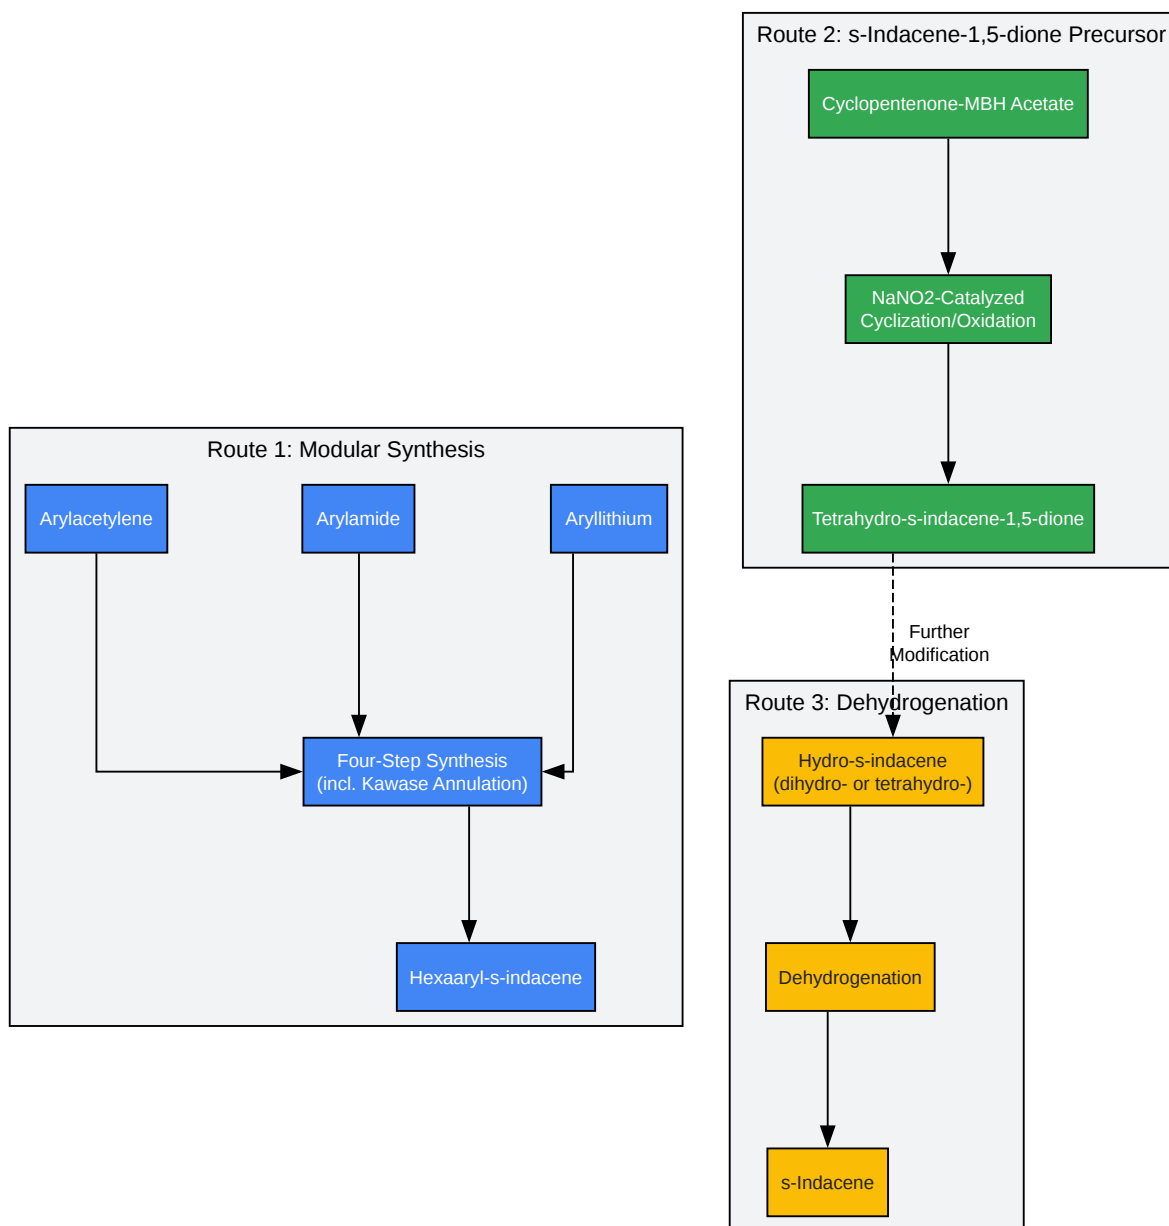 Route 2: s-Indacene-1,5-dione Precursor
Cyclopentenone-MBH Acetate
NaNO2-Catalyzed
Cyclization/Oxidation
Tetrahydro-s-indacene-1,5-dione
Route 1: Modular Synthesis
Arylacetylene
Arylamide
Aryllithium
Four-Step Synthesis
(incl. Kawase Annulation)
Hexaaryl-s-indacene
Further
Modification
Route 3: Dehydrogenation
Hydro-s-indacene
(dihydro- or tetrahydro-)
Dehydrogenation
s-Indacene